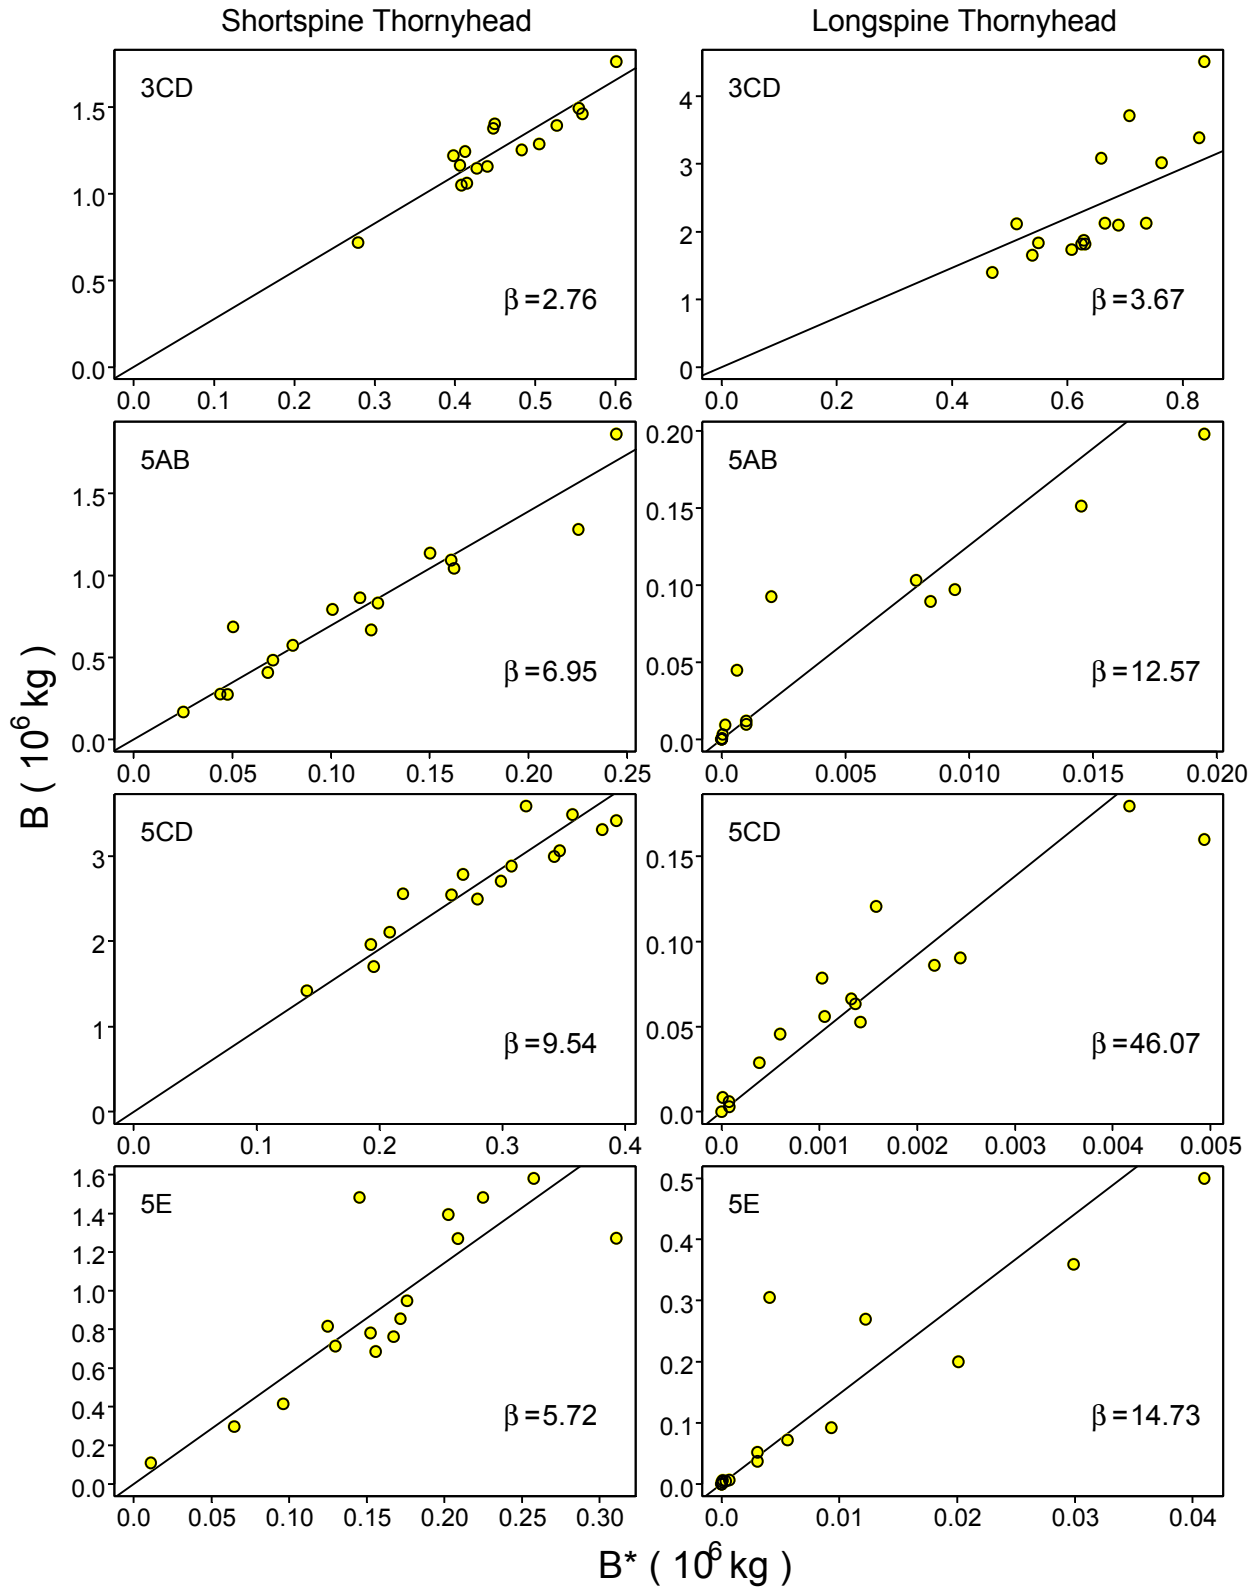 Shortspine Thornyhead
Longspine Thornyhead
3CD
1.5
1.0
0.5
0.0
β=2.76
0.0 0.1 0.2 0.3 0.4 0.5 0.6
3CD
4
3
2
1
0
β=3.67
0.0 0.2 0.4 0.6 0.8
5AB
1.5
1.0
0.5
0.0
β=6.95
0.0 0.05 0.10 0.15 0.20 0.25
5AB
0.20
0.15
0.10
0.05
0.0
β=12.57
0.0 0.005 0.010 0.015 0.020
B ( 10^6 kg )
5CD
3
2
1
0
β=9.54
0.0 0.1 0.2 0.3 0.4
5CD
0.15
0.10
0.05
0.0
β=46.07
0.0 0.001 0.002 0.003 0.004 0.005
5E
1.6
1.4
1.2
1.0
0.8
0.6
0.4
0.2
0.0
β=5.72
0.0 0.05 0.10 0.15 0.20 0.25 0.30
5E
0.5
0.4
0.3
0.2
0.1
0.0
β=14.73
0.0 0.01 0.02 0.03 0.04
B* ( 10^6 kg )